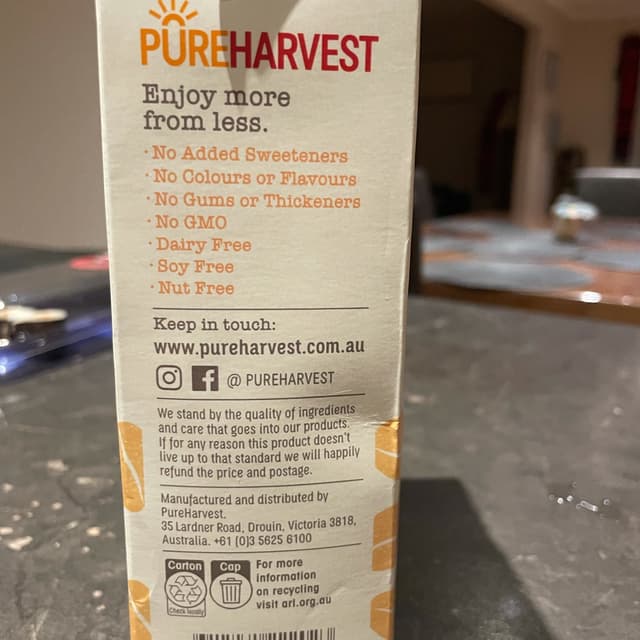 PUREHARVEST
Enjoy more
from less.
· No Added Sweeteners
· No Colours or Flavours
· No Gums or Thickeners
· No GMO
· Dairy Free
· Soy Free
· Nut Free
Keep in touch:
www.pureharvest.com.au
@ PUREHARVEST
We stand by the quality of ingredients
and care that goes into our products.
If for any reason this product doesn't
live up to that standard we will happily
refund the price and postage.
Manufactured and distributed by
PureHarvest.
35 Lardner Road, Drouin, Victoria 3818,
Australia. +61 (0)3 5625 6100
Carton
Check locally
Cap
For more
information
on recycling
visit arl.org.au